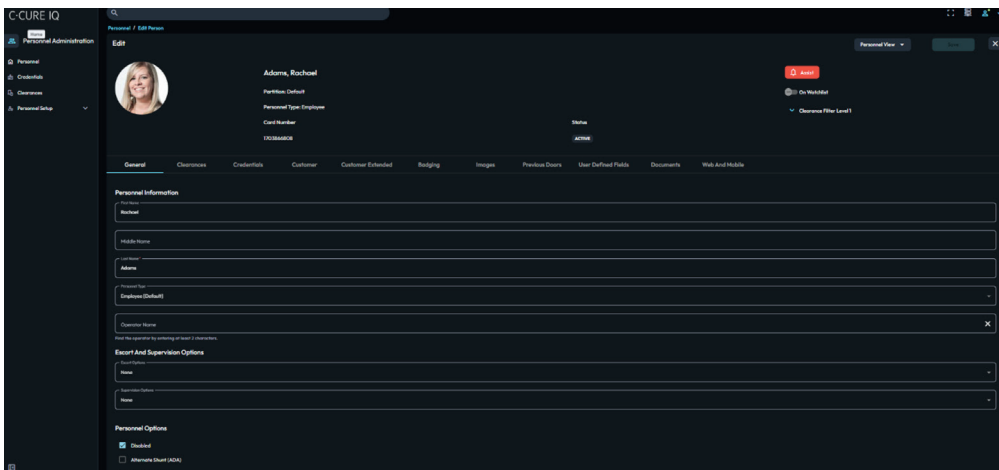 C•CURE IQ
Home
Personnel Administration
Personnel
Credentials
Clearances
Personnel Setup
Personnel / Edit Person
Edit
Personnel View
Save
Adams, Rachael
Partition: Default
Personnel Type: Employee
Card Number
1703866808
Status
ACTIVE
Assist
On Watchlist
Clearance Filter Level 1
General Clearances Credentials Customer Customer Extended Badging Images Previous Doors User Defined Fields Documents Web And Mobile
Personnel Information
First Name
Rachael
Middle Name
Last Name*
Adams
Personnel Type
Employee (Default)
Operator Name
Find the operator by entering at least 2 characters.
Escort And Supervision Options
Escort Options
None
Supervision Options
None
Personnel Options
Disabled
Alternate Shunt (ADA)